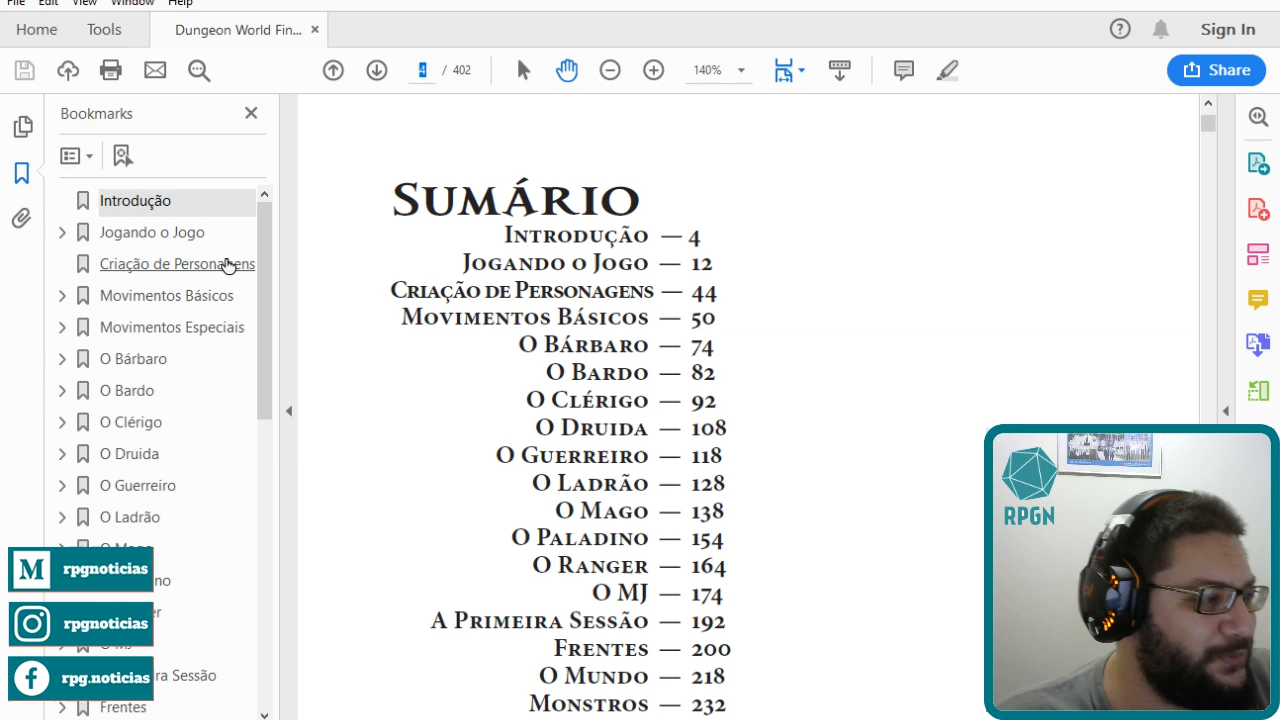 File Edit View Window Help
Home Tools Dungeon World Fin... × Sign In
4 / 402 140% Share
Bookmarks
Introdução
Jogando o Jogo
Criação de Personagens
Movimentos Básicos
Movimentos Especiais
O Bárbaro
O Bardo
O Clérigo
O Druida
O Guerreiro
O Ladrão
Frentes
Sumário
Introdução — 4
Jogando o Jogo — 12
Criação de Personagens — 44
Movimentos Básicos — 50
O Bárbaro — 74
O Bardo — 82
O Clérigo — 92
O Druida — 108
O Guerreiro — 118
O Ladrão — 128
O Mago — 138
O Paladino — 154
O Ranger — 164
O MJ — 174
A Primeira Sessão — 192
Frentes — 200
O Mundo — 218
Monstros — 232
M rpgnoticias
rpgnoticias
f rpg.noticias
RPGN